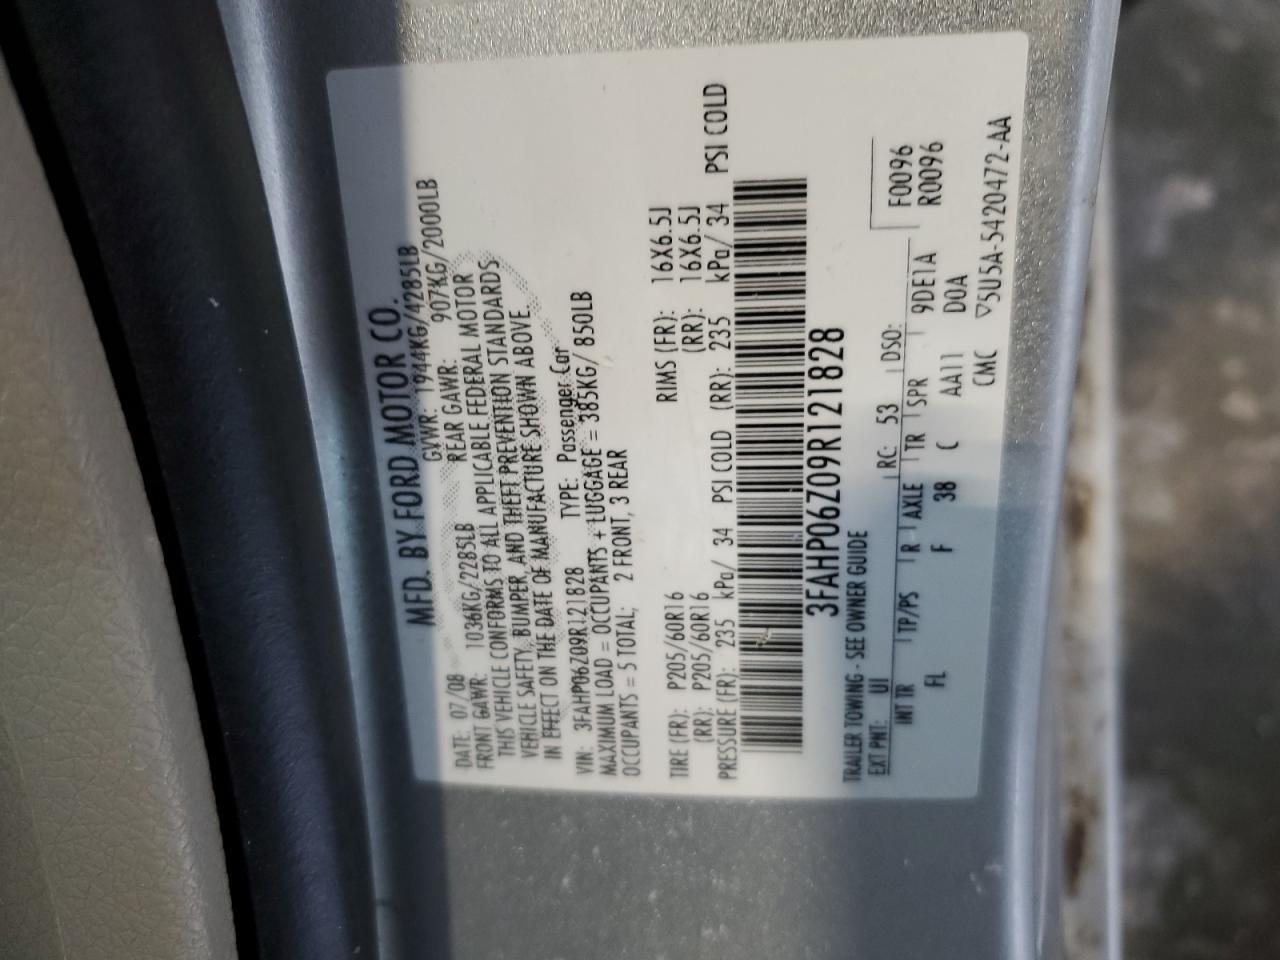 MFD. BY FORD MOTOR CO.
DATE: 07/08 GVWR: 1944KG/4285LB
FRONT GAWR: 1036KG/2285LB REAR GAWR: 907KG/2000LB
THIS VEHICLE CONFORMS TO ALL APPLICABLE FEDERAL MOTOR
VEHICLE SAFETY, BUMPER, AND THEFT PREVENTION STANDARDS
IN EFFECT ON THE DATE OF MANUFACTURE SHOWN ABOVE.
VIN: 3FAHP06Z09R121828 TYPE: Passenger Car
MAXIMUM LOAD = OCCUPANTS + LUGGAGE = 385KG/ 850LB
OCCUPANTS = 5 TOTAL; 2 FRONT, 3 REAR
TIRE (FR): P205/60R16 RIMS (FR): 16X6.5J
(RR): P205/60R16 (RR): 16X6.5J
PRESSURE (FR): 235 kPa/ 34 PSI COLD (RR): 235 kPa/ 34 PSI COLD
3FAHP06Z09R121828
TRAILER TOWING - SEE OWNER GUIDE
EXT PNT: UI RC: 53 DSO: F0096
INT TR TP/PS R AXLE TR SPR 9DE1A R0096
FL F 38 C AA11 DOA
CMC ▽5U5A-5420472-AA